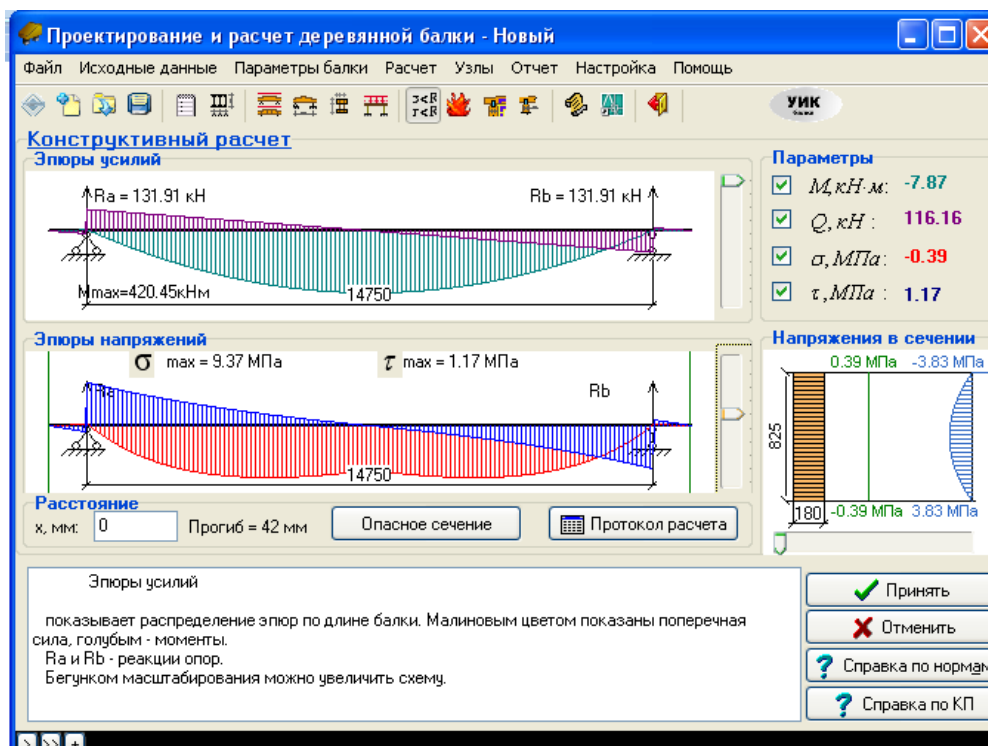 Проектирование и расчет деревянной балки - Новый
Файл Исходные данные Параметры балки Расчет Узлы Отчет Настройка Помощь
УИК
Конструктивный расчет
Эпюры усилий
Ra = 131.91 кН Rb = 131.91 кН
Mmax=420.45кНм 14750
Параметры
М,кН·м: -7.87
Q,кН : 116.16
σ,МПа: -0.39
τ,МПа : 1.17
Эпюры напряжений
σ max = 9.37 МПа τ max = 1.17 МПа
Ra Rb
14750
Напряжения в сечении
0.39 МПа -3.83 МПа
825
180 -0.39 МПа 3.83 МПа
Расстояние
x, мм: 0 Прогиб = 42 мм Опасное сечение Протокол расчета
Эпюры усилий
показывает распределение эпюр по длине балки. Малиновым цветом показаны поперечная
сила, голубым - моменты.
Ra и Rb - реакции опор.
Бегунком масштабирования можно увеличить схему.
Принять
Отменить
Справка по нормам
Справка по КП
> >> +